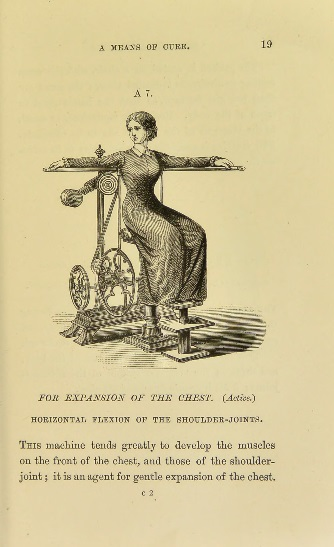 A MEANS OF CURE. 19
A 7.
FOR EXPANSION OF THE CHEST. (Active.)
HORIZONTAL FLEXION OF THE SHOULDER-JOINTS.
THIS machine tends greatly to develop the muscles
on the front of the chest, and those of the shoulder-
joint; it is an agent for gentle expansion of the chest.
c 2